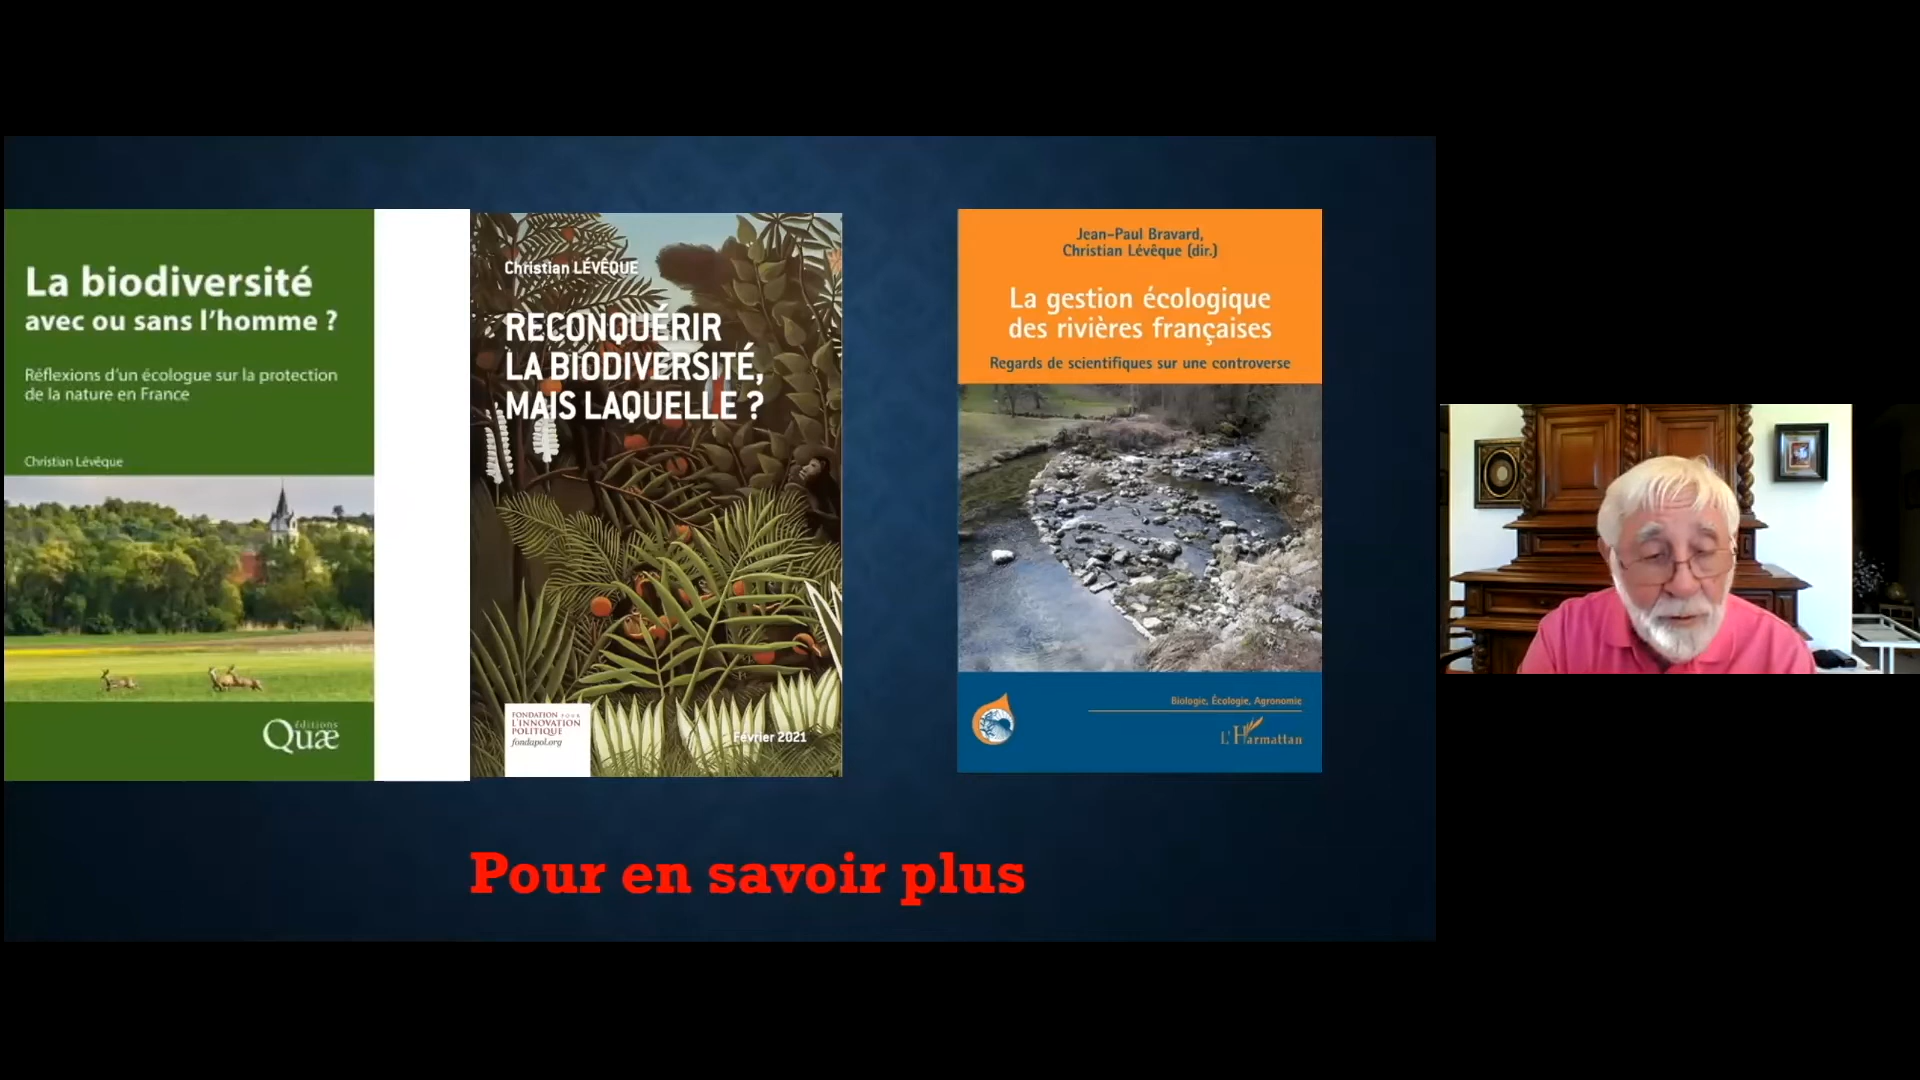 La biodiversité
avec ou sans l'homme ?
Réflexions d'un écologue sur la protection
de la nature en France
Christian Lévêque
éditions
Quæ
Christian LÉVÊQUE
RECONQUÉRIR
LA BIODIVERSITÉ,
MAIS LAQUELLE ?
FONDATION POUR
L'INNOVATION
POLITIQUE
fondapol.org
Février 2021
Jean-Paul Bravard,
Christian Lévêque (dir.)
La gestion écologique
des rivières françaises
Regards de scientifiques sur une controverse
Biologie, Écologie, Agronomie
L'Harmattan
Pour en savoir plus